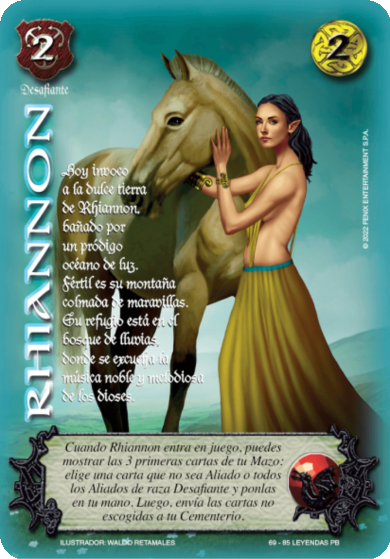 2
2
Desafiante
RHIANNON
Hoy invoco
a la dulce tierra
de Rhiannon,
bañado por
un pródigo
océano de luz.
Fértil es su montaña
colmada de maravillas.
Su refugio está en el
bosque de lluvias,
donde se excucha la
música noble y melodiosa
de los dioses.
© 2022 FENIX ENTERTAINMENT S.P.A.
Cuando Rhiannon entra en juego, puedes
mostrar las 3 primeras cartas de tu Mazo;
elige una carta que no sea Aliado o todos
los Aliados de raza Desafiante y ponlas
en tu mano. Luego, envía las cartas no
escogidas a tu Cementerio.
ILUSTRADOR: WALDO RETAMALES
69 - 85 LEYENDAS PB